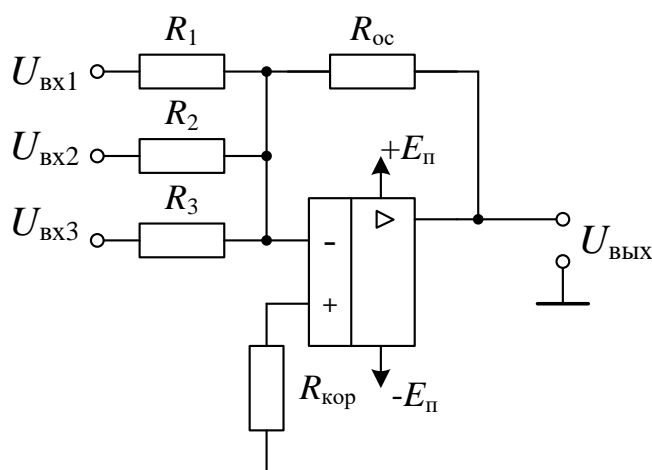 R₁
Rос
Uвх1
R₂
Uвх2
+Eп
R₃
Uвх3
-
Uвых
+
Rкор
-Eп